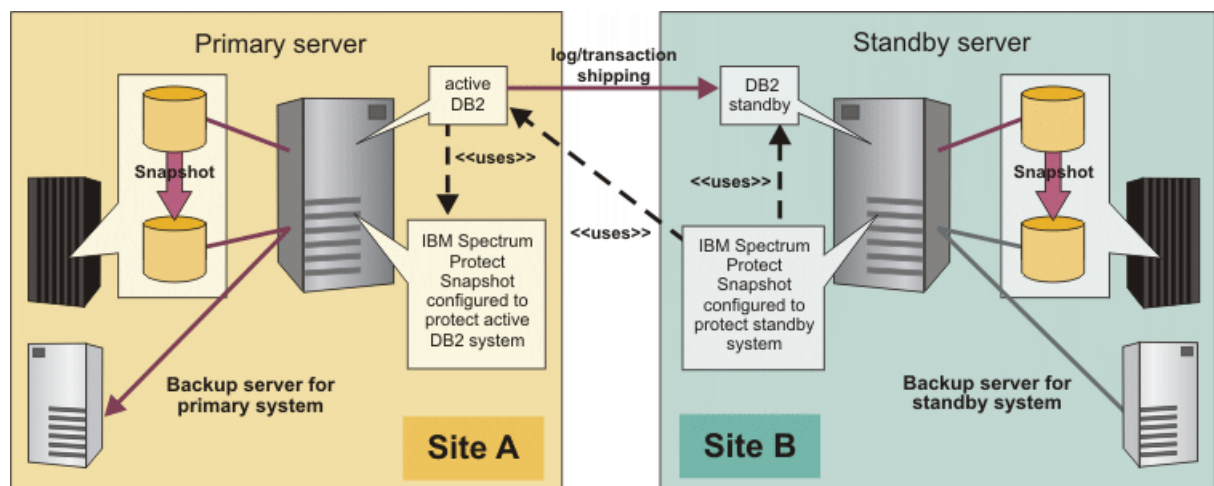 Primary server
Standby server
log/transaction
shipping
active
DB2
DB2
standby
Snapshot
<<uses>>
<<uses>>
<<uses>>
Snapshot
IBM Spectrum
Protect
Snapshot
configured to
protect active
DB2 system
IBM Spectrum
Protect
Snapshot
configured to
protect standby
system
Backup server for
primary system
Backup server for
standby system
Site A
Site B